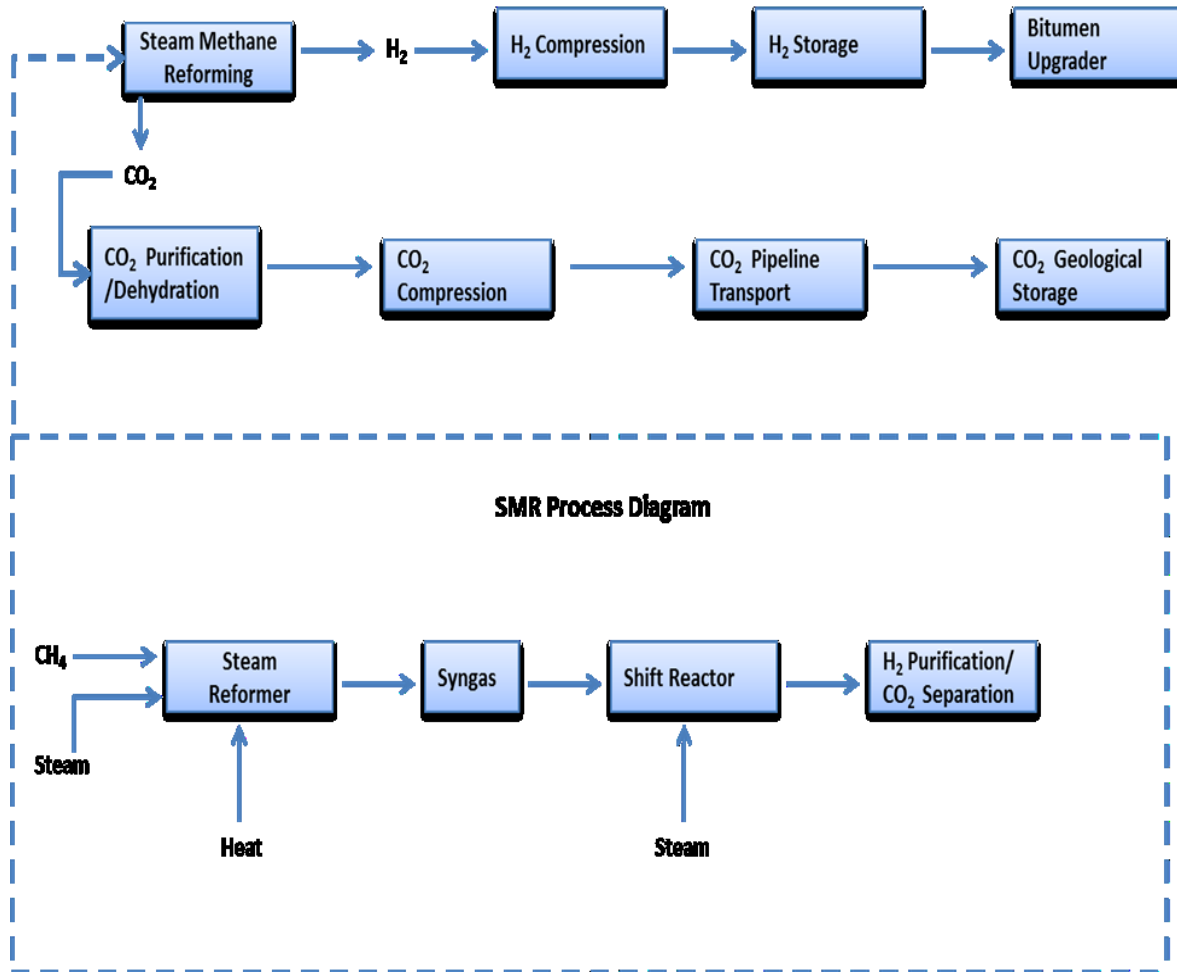 Steam Methane
Reforming
H₂
H₂ Compression
H₂ Storage
Bitumen
Upgrader
CO₂
CO₂ Purification
/Dehydration
CO₂
Compression
CO₂ Pipeline
Transport
CO₂ Geological
Storage
SMR Process Diagram
CH₄
Steam
Reformer
Syngas
Shift Reactor
H₂ Purification/
CO₂ Separation
Steam
Heat
Steam